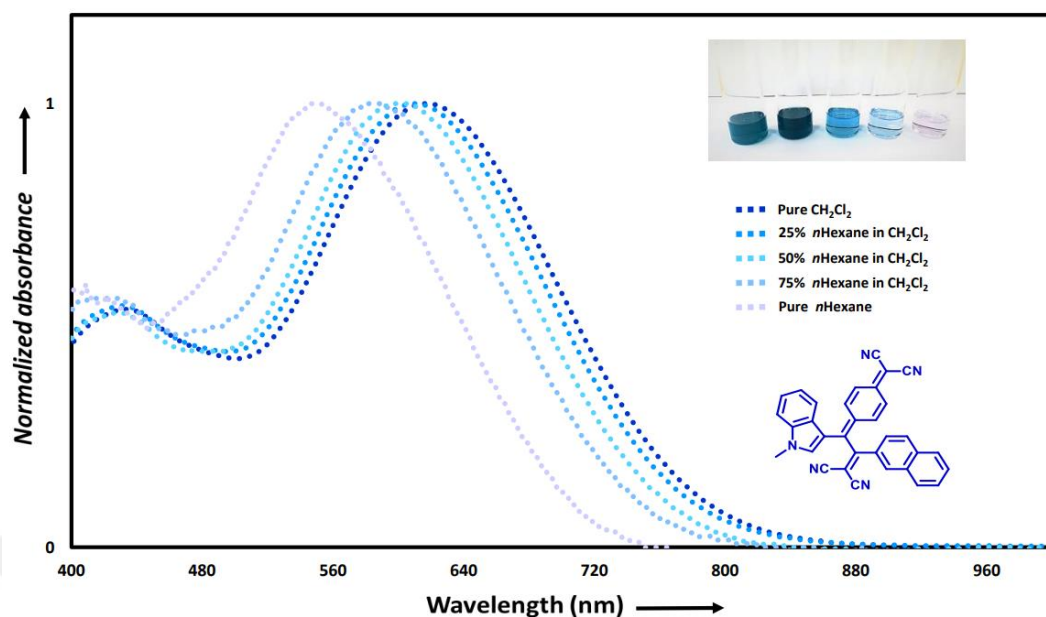 Normalized absorbance
1
0
400
480
560
640
720
800
880
960
Wavelength (nm)
Pure CH₂Cl₂
25% nHexane in CH₂Cl₂
50% nHexane in CH₂Cl₂
75% nHexane in CH₂Cl₂
Pure nHexane
CN
CN
N
NC
CN